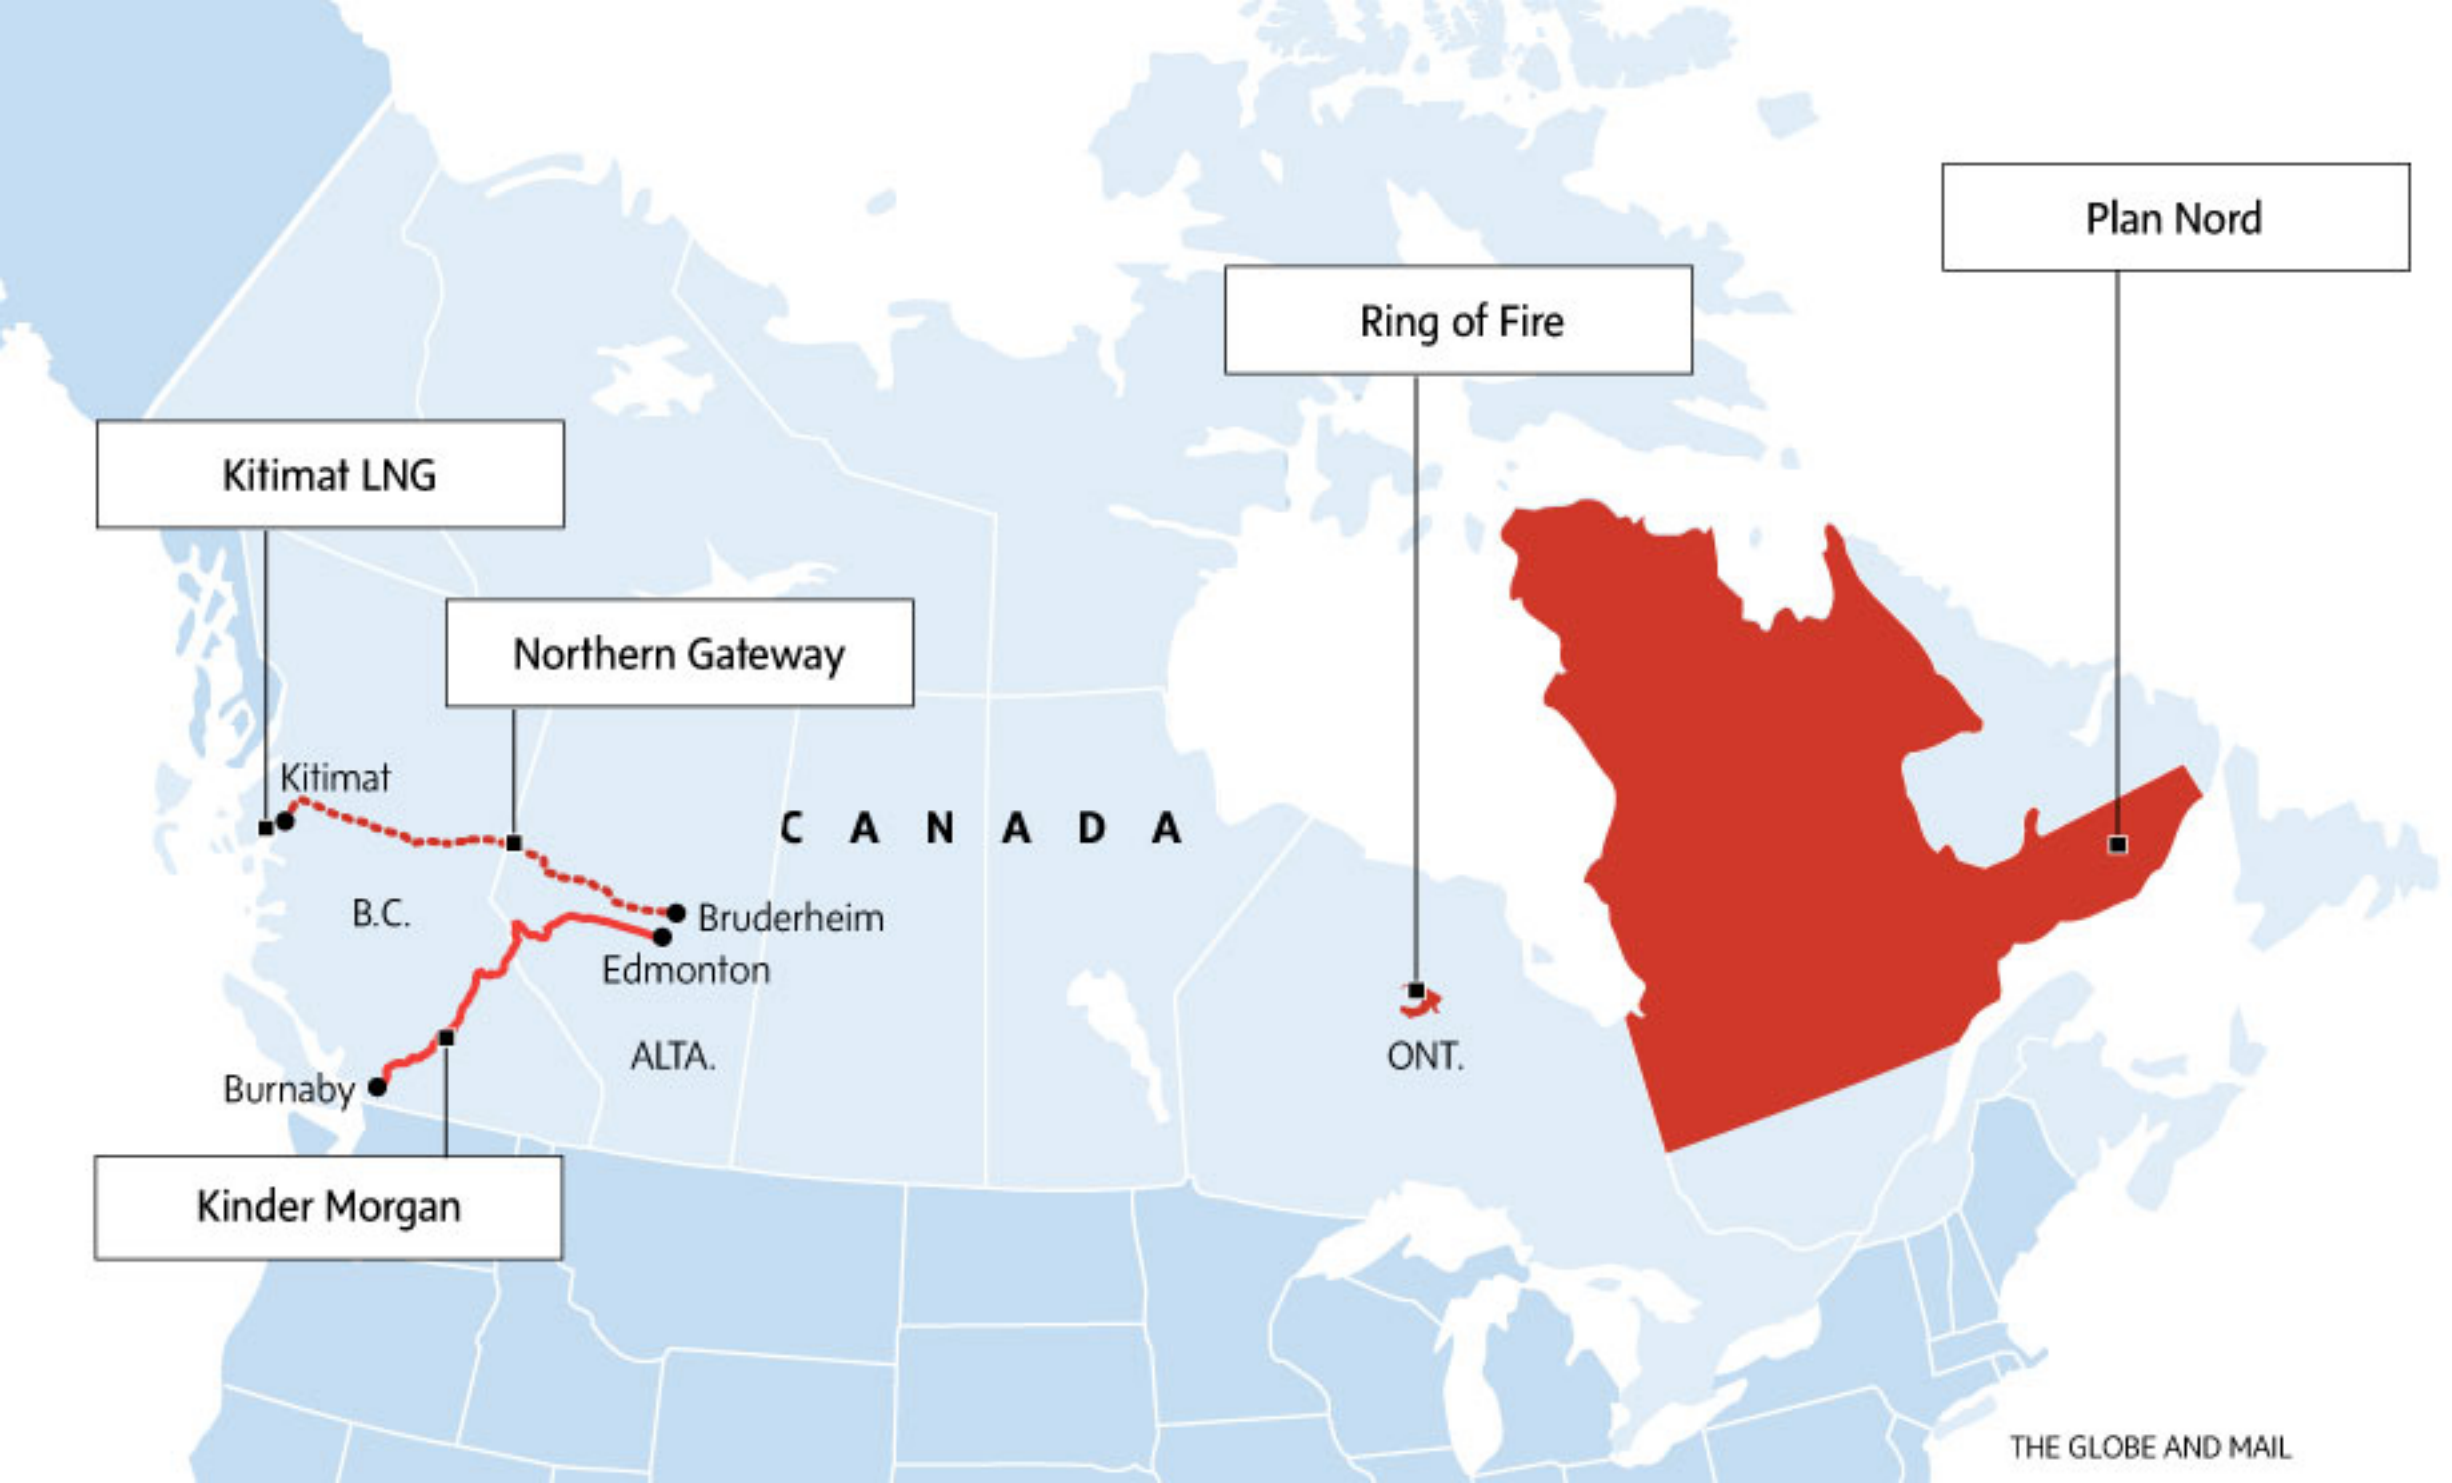 Plan Nord
Ring of Fire
Kitimat LNG
Northern Gateway
Kitimat
CANADA
B.C.
Bruderheim
Edmonton
ALTA.
ONT.
Burnaby
Kinder Morgan
THE GLOBE AND MAIL